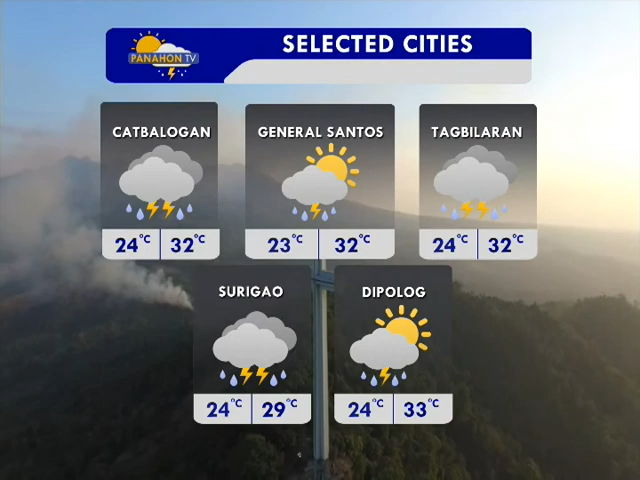 PANAHON TV
SELECTED CITIES
CATBALOGAN
24°C 32°C
GENERAL SANTOS
23°C 32°C
TAGBILARAN
24°C 32°C
SURIGAO
24°C 29°C
DIPOLOG
24°C 33°C